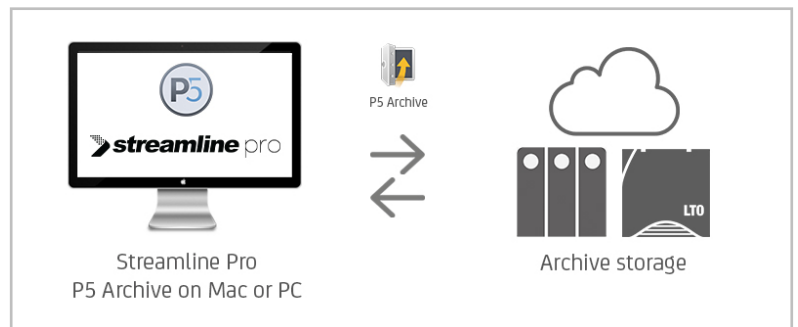 P5
streamline pro
P5 Archive
LTO
Streamline Pro
P5 Archive on Mac or PC
Archive storage